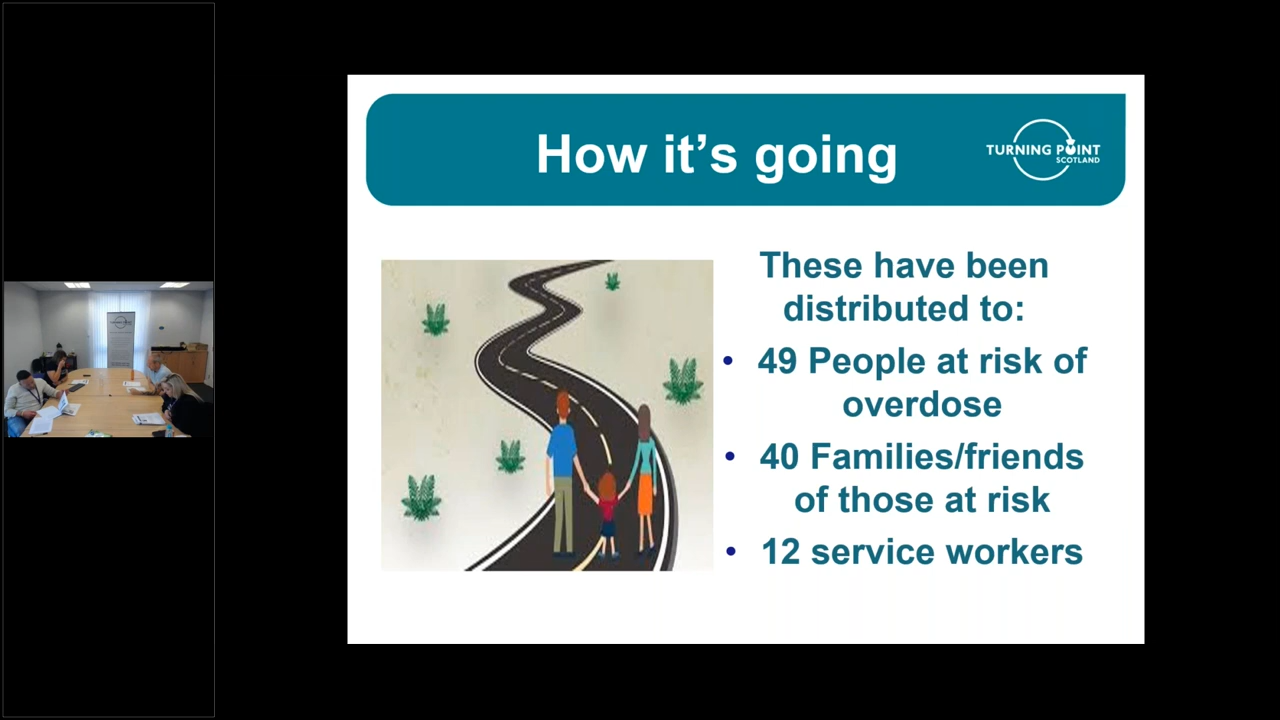 How it's going
TURNING POINT
SCOTLAND
These have been
distributed to:
• 49 People at risk of
overdose
• 40 Families/friends
of those at risk
• 12 service workers